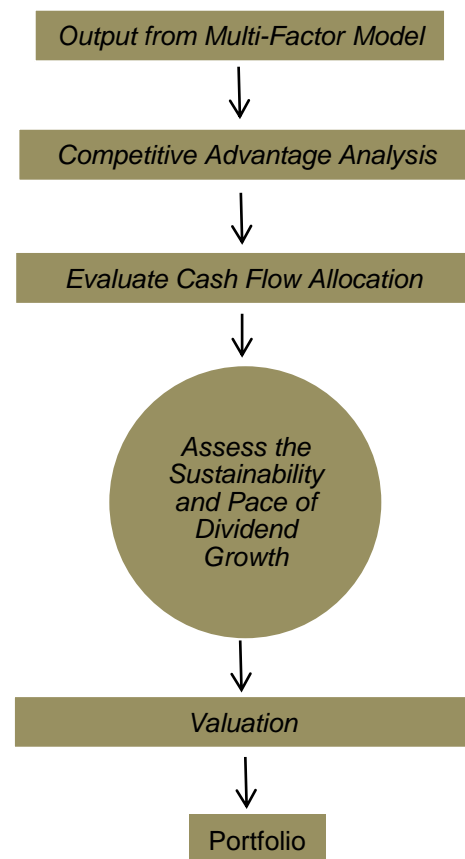 Output from Multi-Factor Model
Competitive Advantage Analysis
Evaluate Cash Flow Allocation
Assess the
Sustainability
and Pace of
Dividend
Growth
Valuation
Portfolio